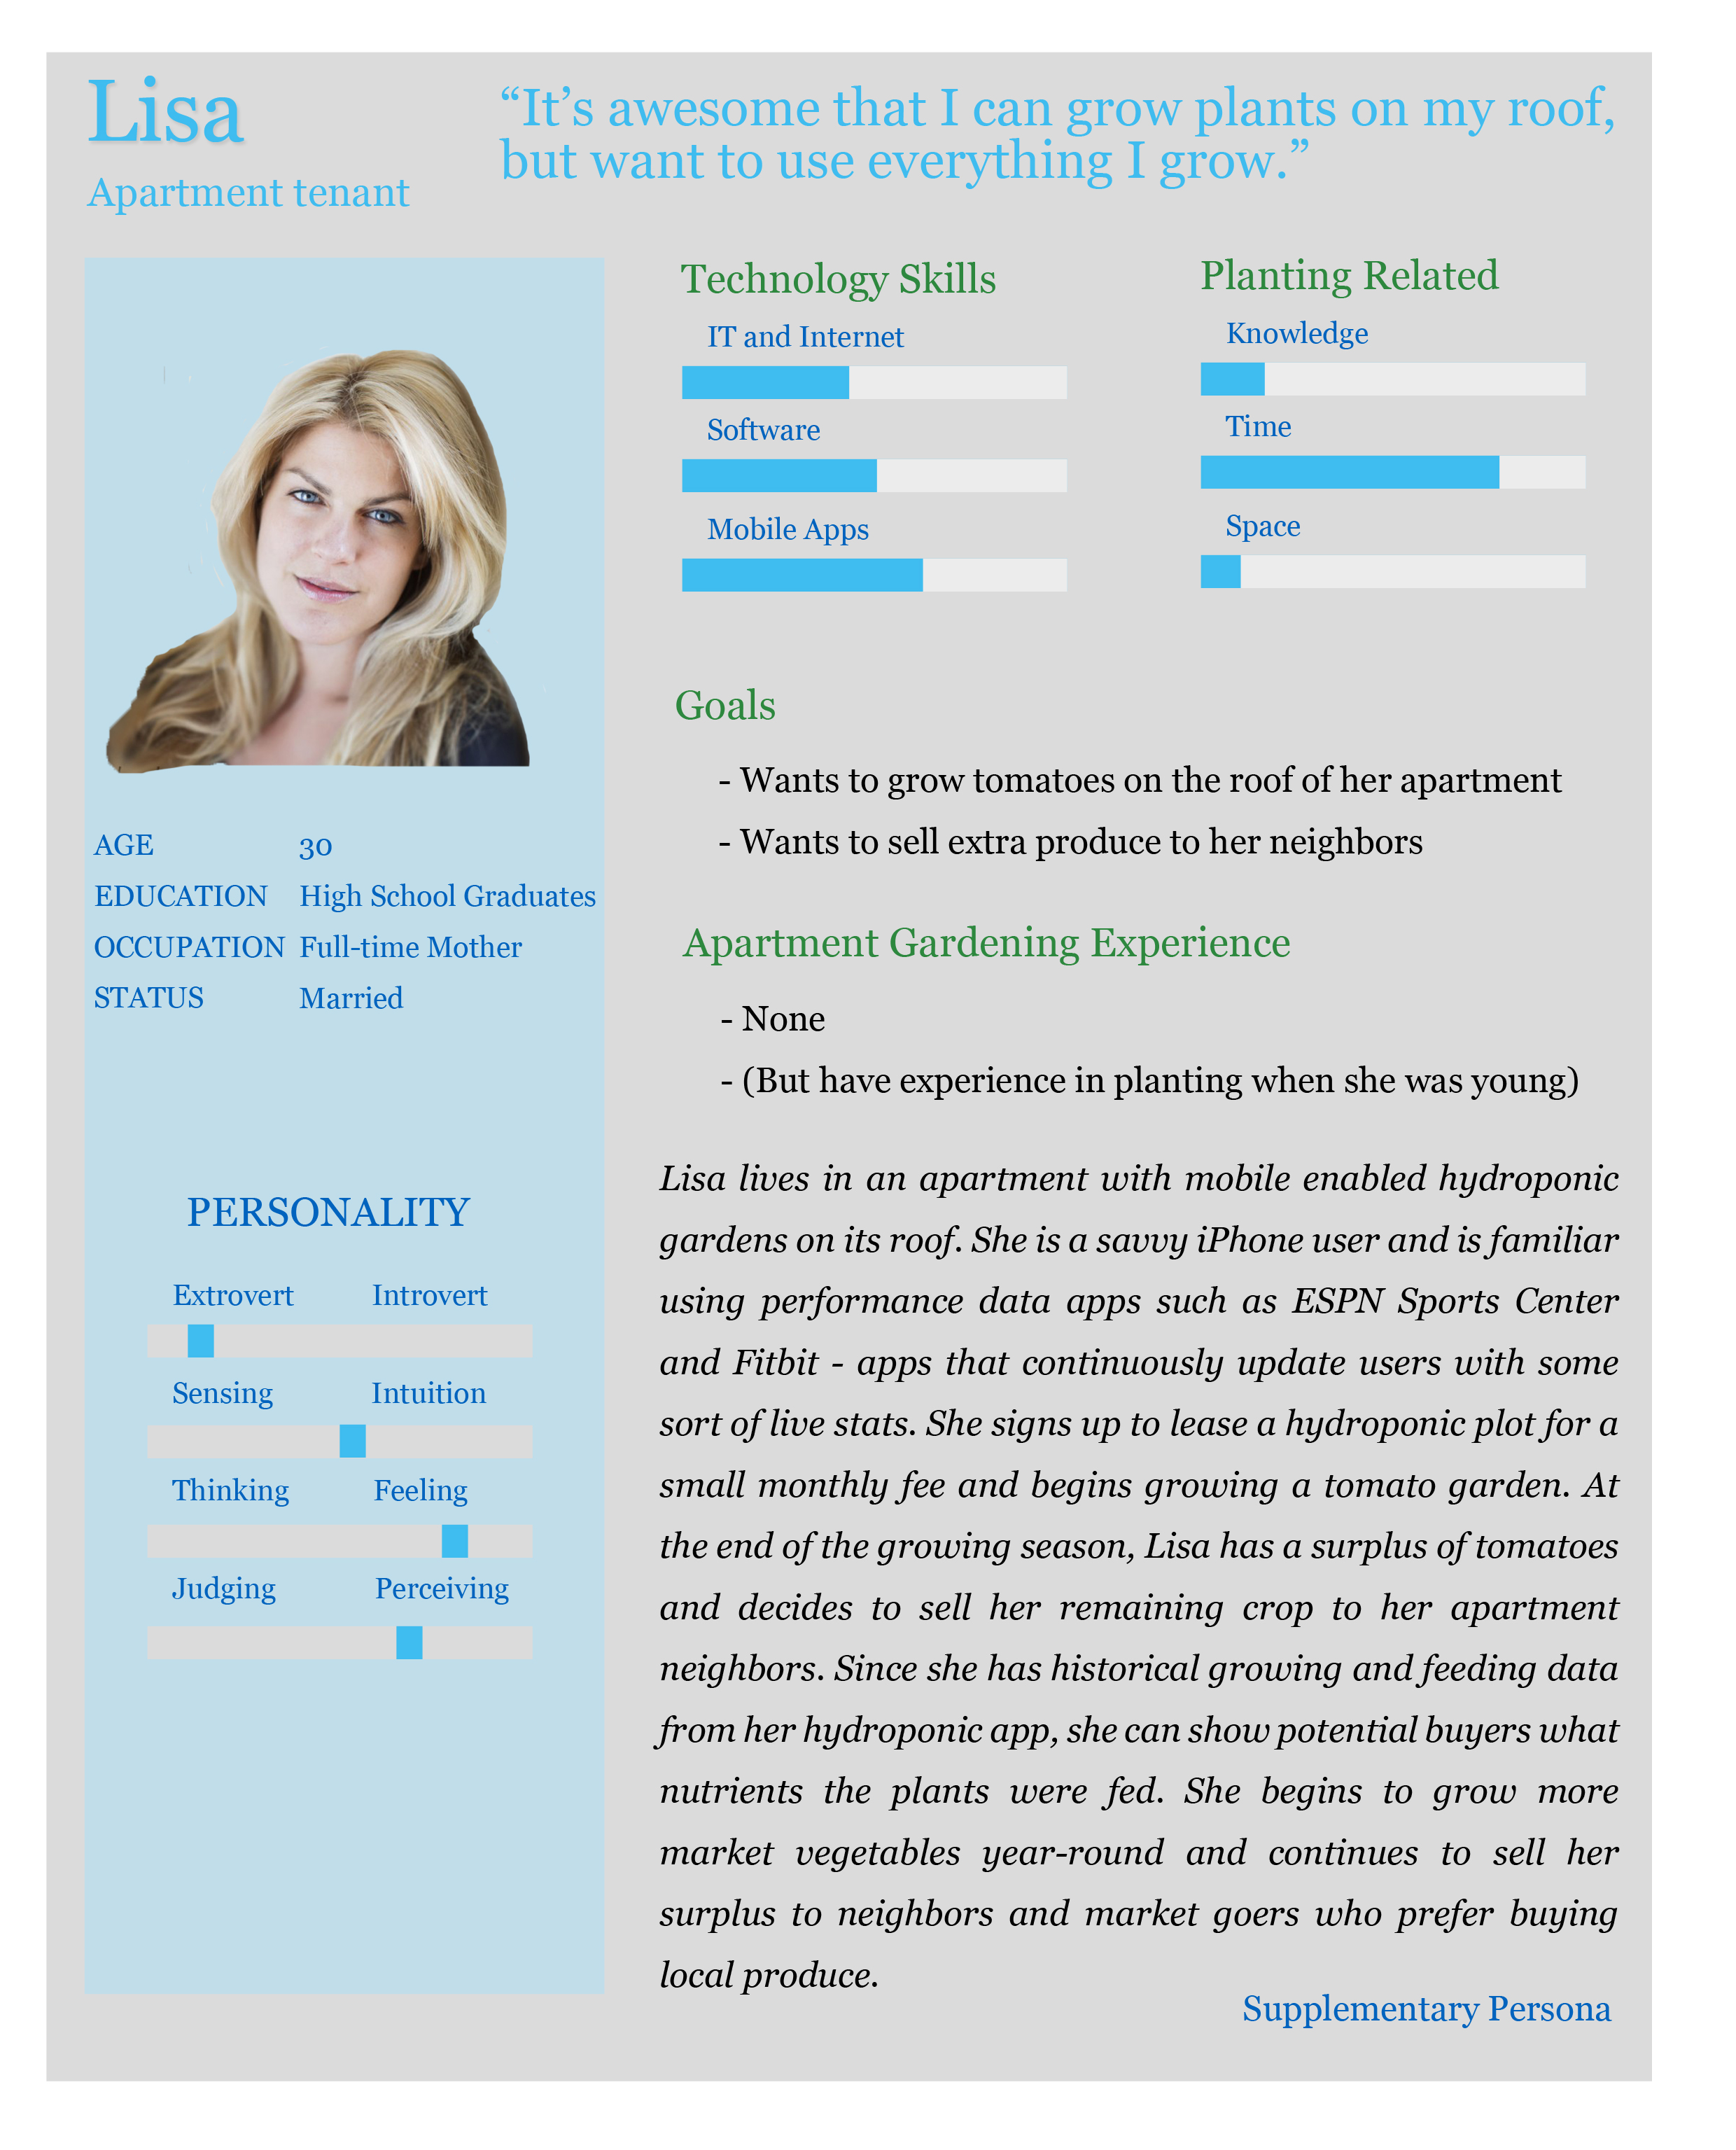 Lisa
Apartment tenant
“It’s awesome that I can grow plants on my roof,
but want to use everything I grow.”
AGE 30
EDUCATION High School Graduates
OCCUPATION Full-time Mother
STATUS Married
PERSONALITY
Extrovert Introvert
Sensing Intuition
Thinking Feeling
Judging Perceiving
Technology Skills
IT and Internet
Software
Mobile Apps
Planting Related
Knowledge
Time
Space
Goals
- Wants to grow tomatoes on the roof of her apartment
- Wants to sell extra produce to her neighbors
Apartment Gardening Experience
- None
- (But have experience in planting when she was young)
Lisa lives in an apartment with mobile enabled hydroponic
gardens on its roof. She is a savvy iPhone user and is familiar
using performance data apps such as ESPN Sports Center
and Fitbit - apps that continuously update users with some
sort of live stats. She signs up to lease a hydroponic plot for a
small monthly fee and begins growing a tomato garden. At
the end of the growing season, Lisa has a surplus of tomatoes
and decides to sell her remaining crop to her apartment
neighbors. Since she has historical growing and feeding data
from her hydroponic app, she can show potential buyers what
nutrients the plants were fed. She begins to grow more
market vegetables year-round and continues to sell her
surplus to neighbors and market goers who prefer buying
local produce.
Supplementary Persona